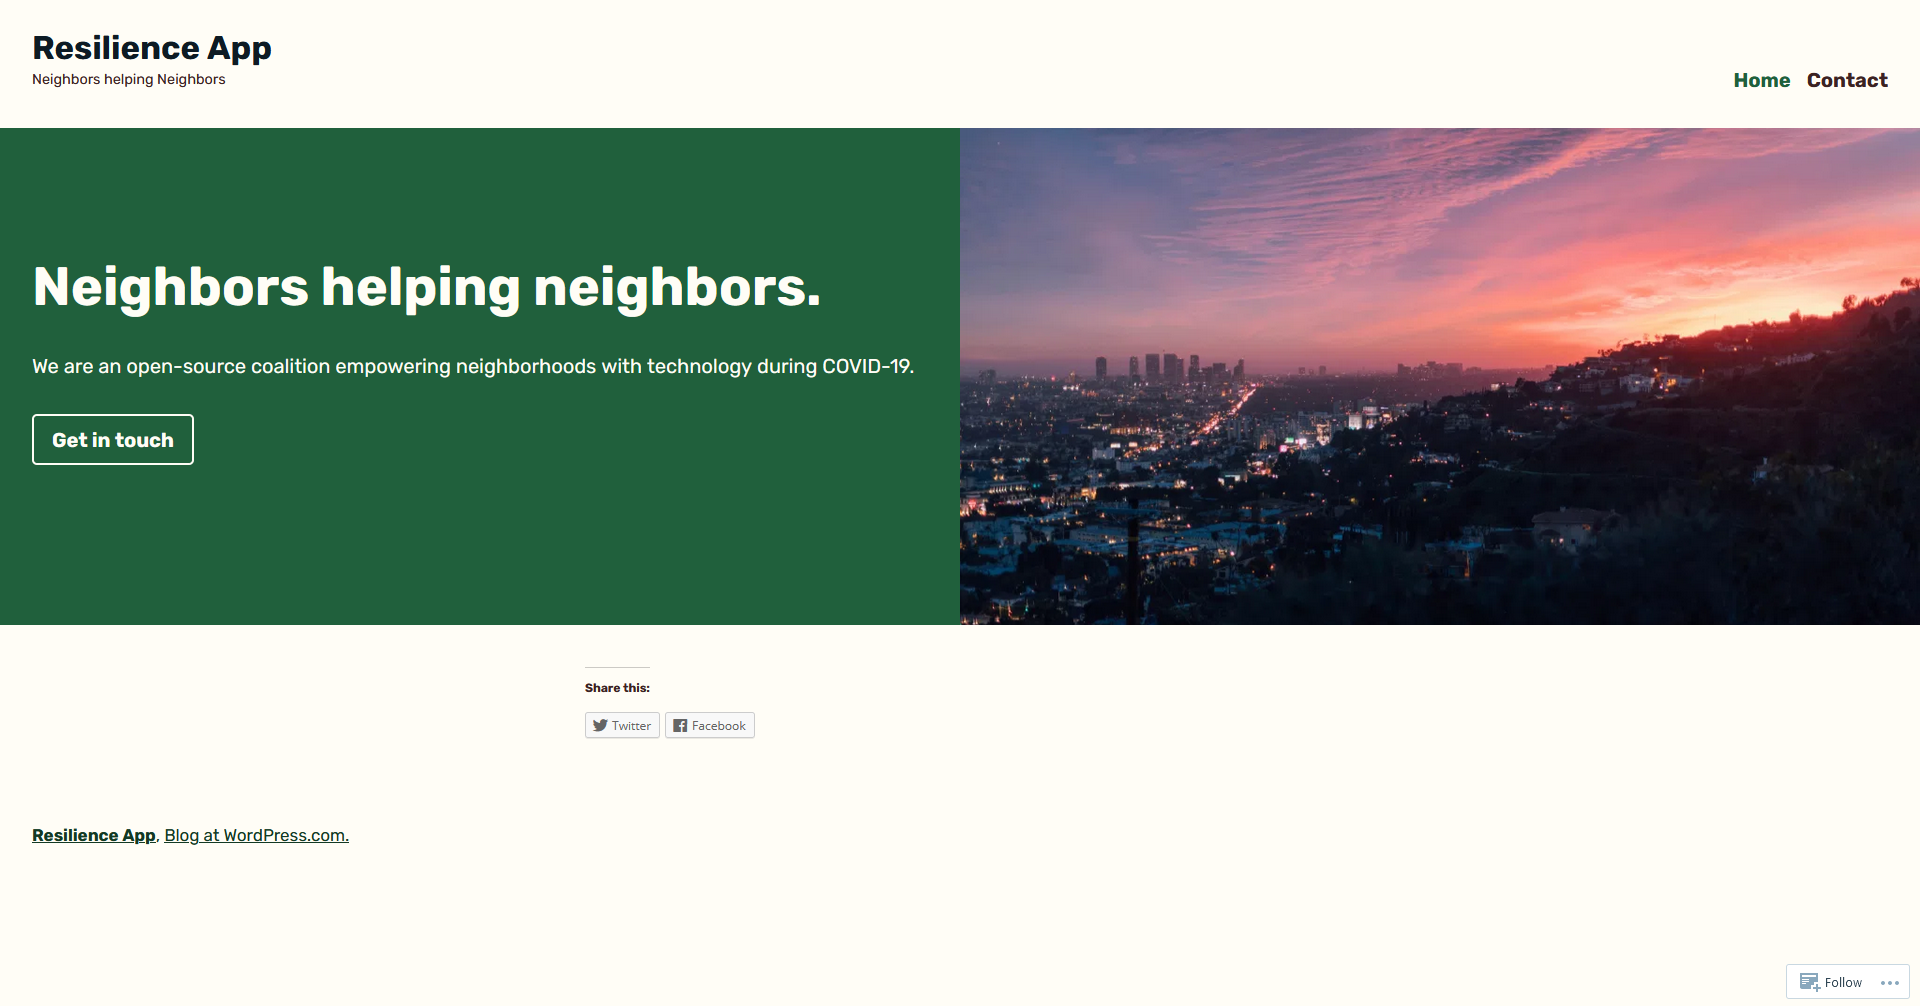 Resilience App
Neighbors helping Neighbors
Home Contact
Neighbors helping neighbors.
We are an open-source coalition empowering neighborhoods with technology during COVID-19.
Get in touch
Share this:
Twitter Facebook
Resilience App, Blog at WordPress.com.
Follow